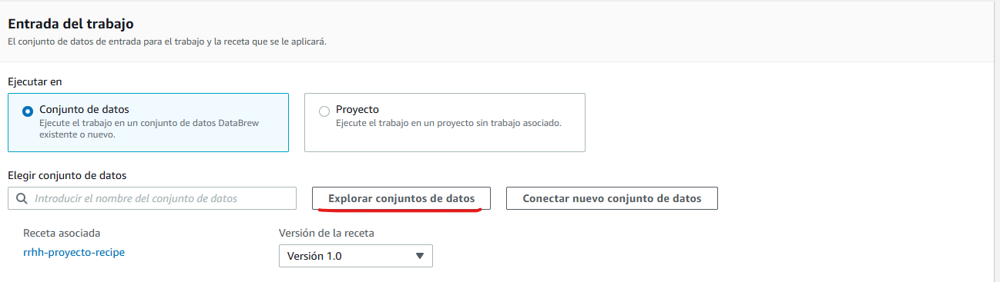 Entrada del trabajo
El conjunto de datos de entrada para el trabajo y la receta que se le aplicará.
Ejecutar en
Conjunto de datos
Ejecute el trabajo en un conjunto de datos DataBrew
existente o nuevo.
Proyecto
Ejecute el trabajo en un proyecto sin trabajo asociado.
Elegir conjunto de datos
Introducir el nombre del conjunto de datos
Explorar conjuntos de datos
Conectar nuevo conjunto de datos
Receta asociada
rrhh-proyecto-recipe
Versión de la receta
Versión 1.0